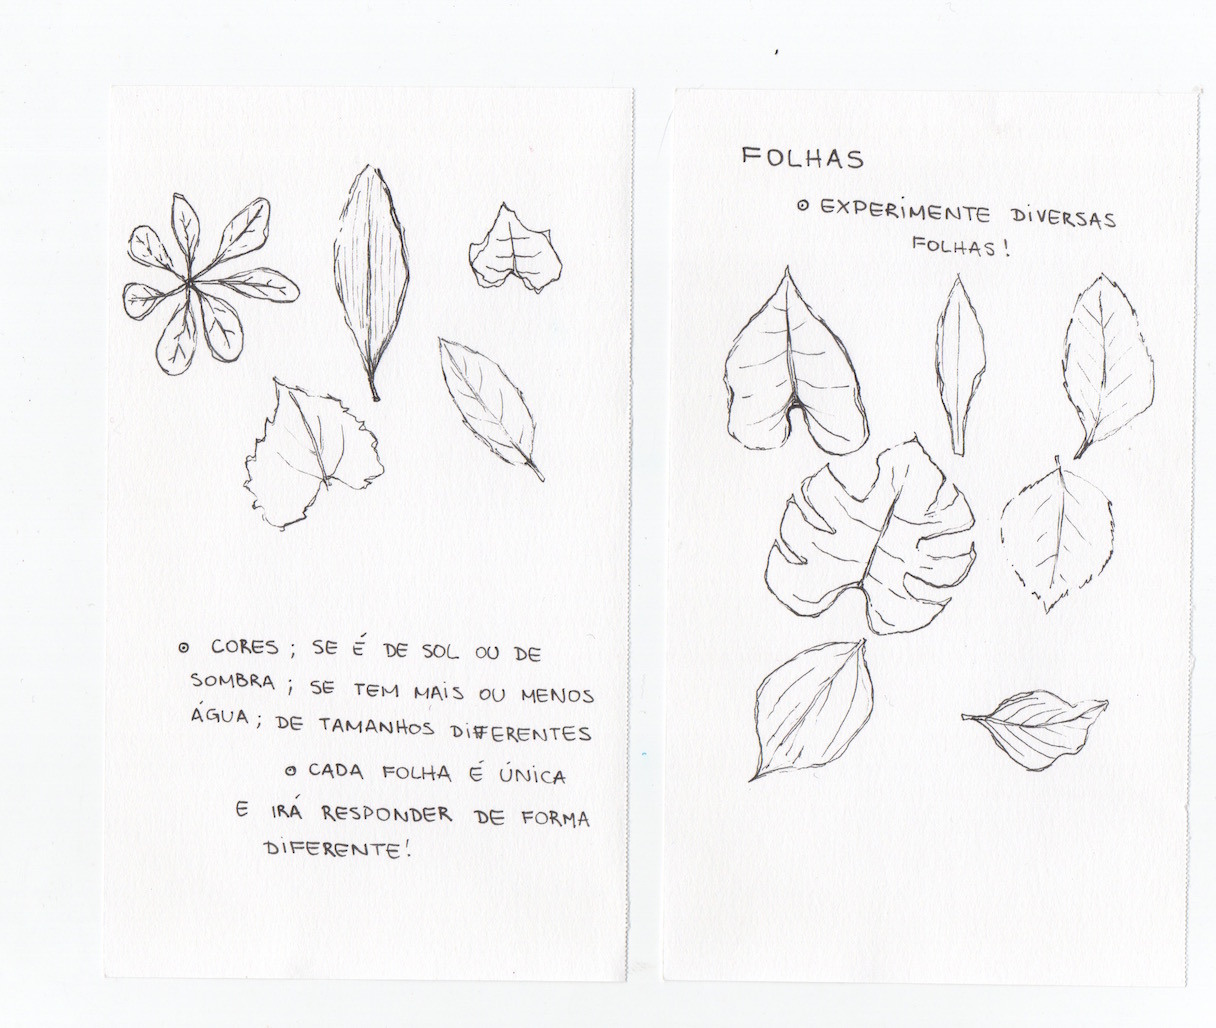 CORES; SE É DE SOL OU DE
SOMBRA; SE TEM MAIS OU MENOS
ÁGUA; DE TAMANHOS DIFERENTES
CADA FOLHA É ÚNICA
E IRÁ RESPONDER DE FORMA
DIFERENTE!
FOLHAS
EXPERIMENTE DIVERSAS
FOLHAS!